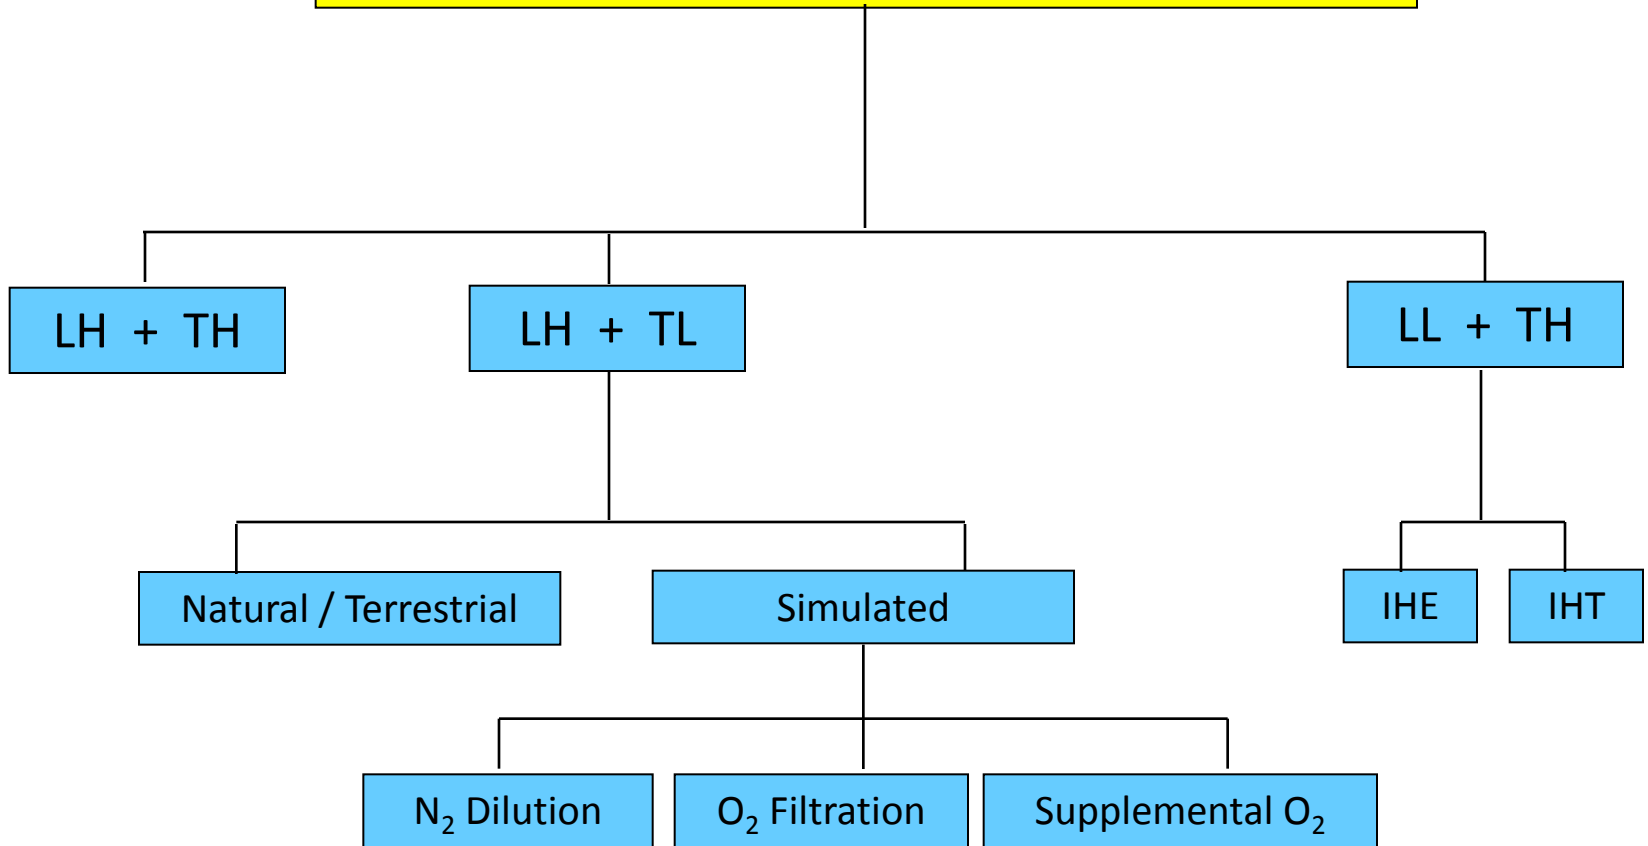 LH + TH
LH + TL
LL + TH
Natural / Terrestrial
Simulated
IHE
IHT
N₂ Dilution
O₂ Filtration
Supplemental O₂